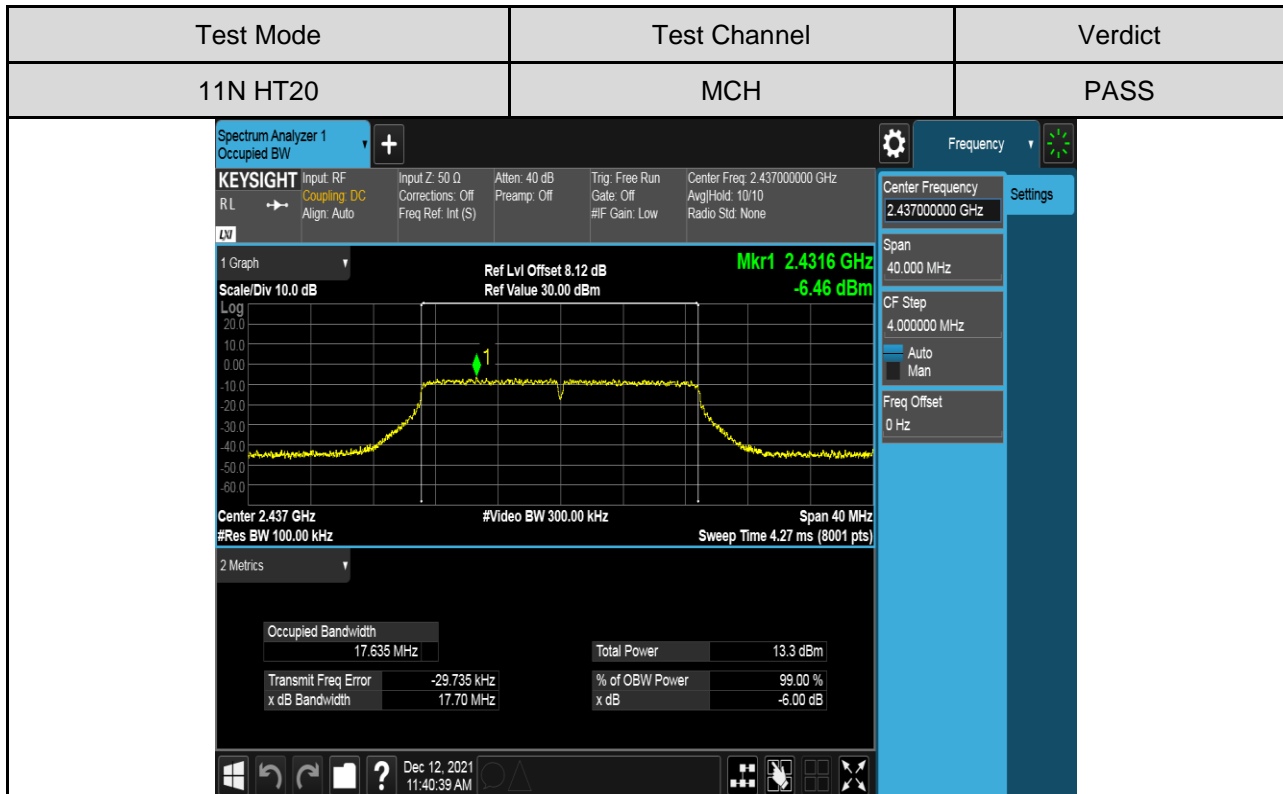 Test Mode Test Channel Verdict
11N HT20 MCH PASS
Spectrum Analyzer 1
Occupied BW
+
Frequency
KEYSIGHT
RL
LXI
Input: RF
Coupling: DC
Align: Auto
Input Z: 50 Ω
Corrections: Off
Freq Ref: Int (S)
Atten: 40 dB
Preamp: Off
Trig: Free Run
Gate: Off
#IF Gain: Low
Center Freq: 2.437000000 GHz
Avg|Hold: 10/10
Radio Std: None
Center Frequency
2.437000000 GHz
Settings
Span
40.000 MHz
CF Step
4.000000 MHz
Auto
Man
Freq Offset
0 Hz
1 Graph
Scale/Div 10.0 dB
Ref Lvl Offset 8.12 dB
Ref Value 30.00 dBm
Mkr1 2.4316 GHz
-6.46 dBm
Log
20.0
10.0
0.00
-10.0
-20.0
-30.0
-40.0
-50.0
-60.0
1
Center 2.437 GHz
#Res BW 100.00 kHz
#Video BW 300.00 kHz
Span 40 MHz
Sweep Time 4.27 ms (8001 pts)
2 Metrics
Occupied Bandwidth
17.635 MHz
Total Power 13.3 dBm
Transmit Freq Error -29.735 kHz
% of OBW Power 99.00 %
x dB Bandwidth 17.70 MHz
x dB -6.00 dB
?
Dec 12, 2021
11:40:39 AM